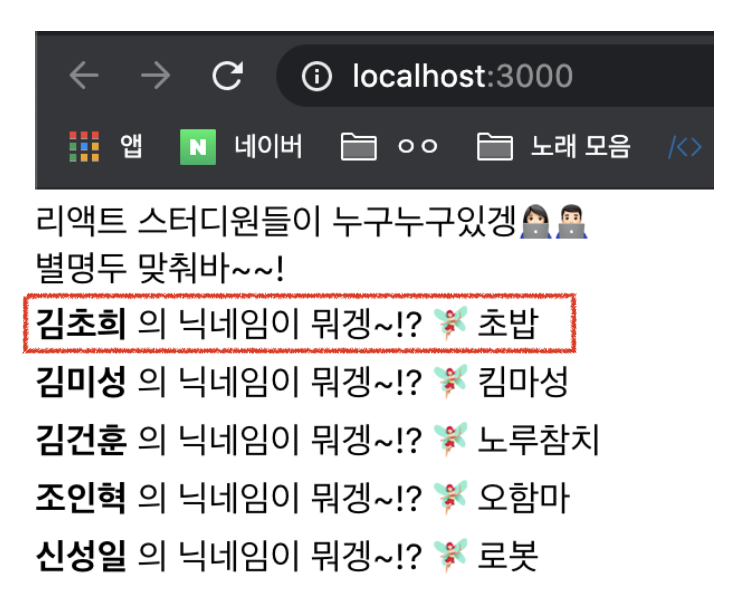 localhost:3000
앱 N 네이버 ㅇㅇ 노래 모음 /<>
리액트 스터디원들이 누구누구있겡👩🏻‍💻👨🏻‍💻
별명두 맞춰바~~!
김초희 의 닉네임이 뭐겡~!? 🧚🏻‍♀️ 초밥
김미성 의 닉네임이 뭐겡~!? 🧚🏻‍♀️ 킴마성
김건훈 의 닉네임이 뭐겡~!? 🧚🏻‍♀️ 노루참치
조인혁 의 닉네임이 뭐겡~!? 🧚🏻‍♀️ 오함마
신성일 의 닉네임이 뭐겡~!? 🧚🏻‍♀️ 로봇